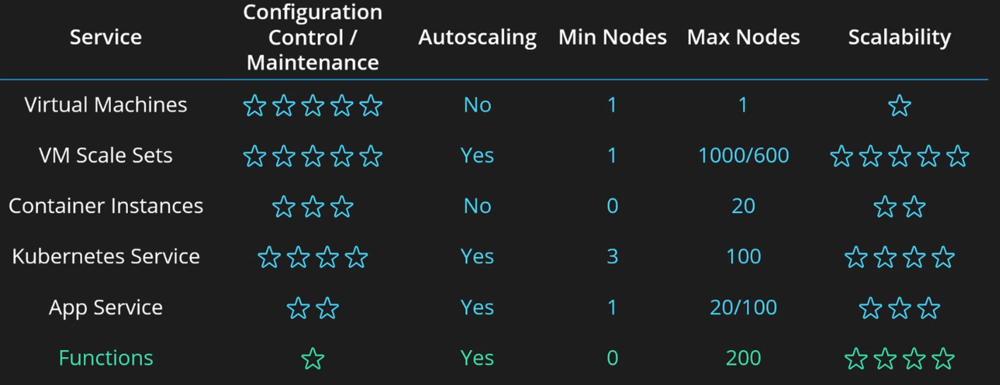 Service Configuration Control / Maintenance Autoscaling Min Nodes Max Nodes Scalability
Virtual Machines No 1 1
VM Scale Sets Yes 1 1000/600
Container Instances No 0 20
Kubernetes Service Yes 3 100
App Service Yes 1 20/100
Functions Yes 0 200